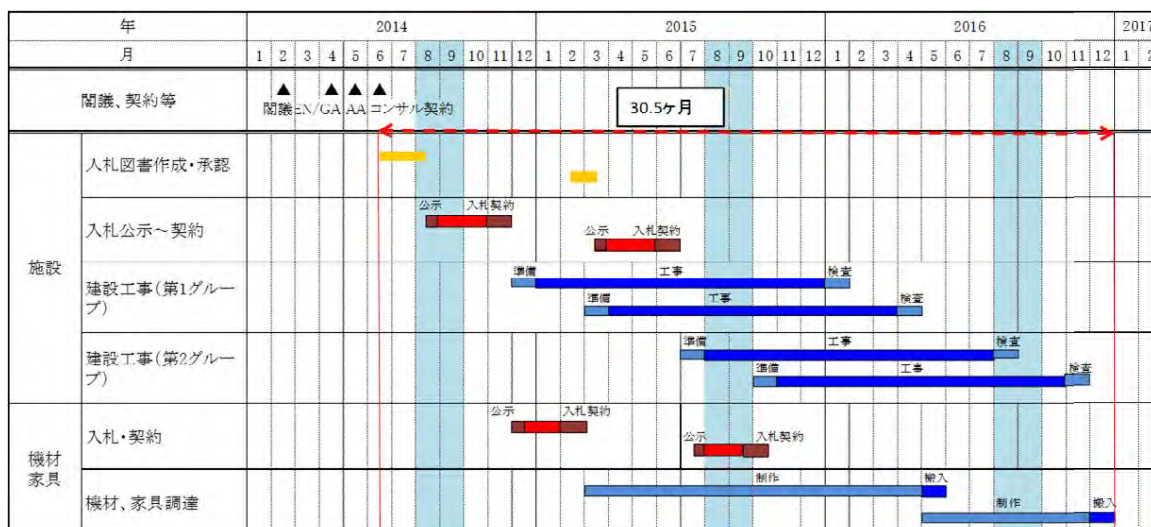 年 2014 2015 2016 2017
月 1 2 3 4 5 6 7 8 9 10 11 12 1 2 3 4 5 6 7 8 9 10 11 12 1 2 3 4 5 6 7 8 9 10 11 12 1 2
閣議、契約等
▲ ▲ ▲ ▲
閣議 EN/GA AA コンサル契約
30.5ケ月
施設
入札図書作成・承認
入札公示～契約
公示 入札契約
公示 入札契約
建設工事(第1グループ)
準備 工事 検査
準備 工事 検査
建設工事(第2グループ)
準備 工事 検査
準備 工事 検査
機材
家具
入札・契約
公示 入札契約
公示 入札契約
機材、家具調達
制作 搬入
制作 搬入